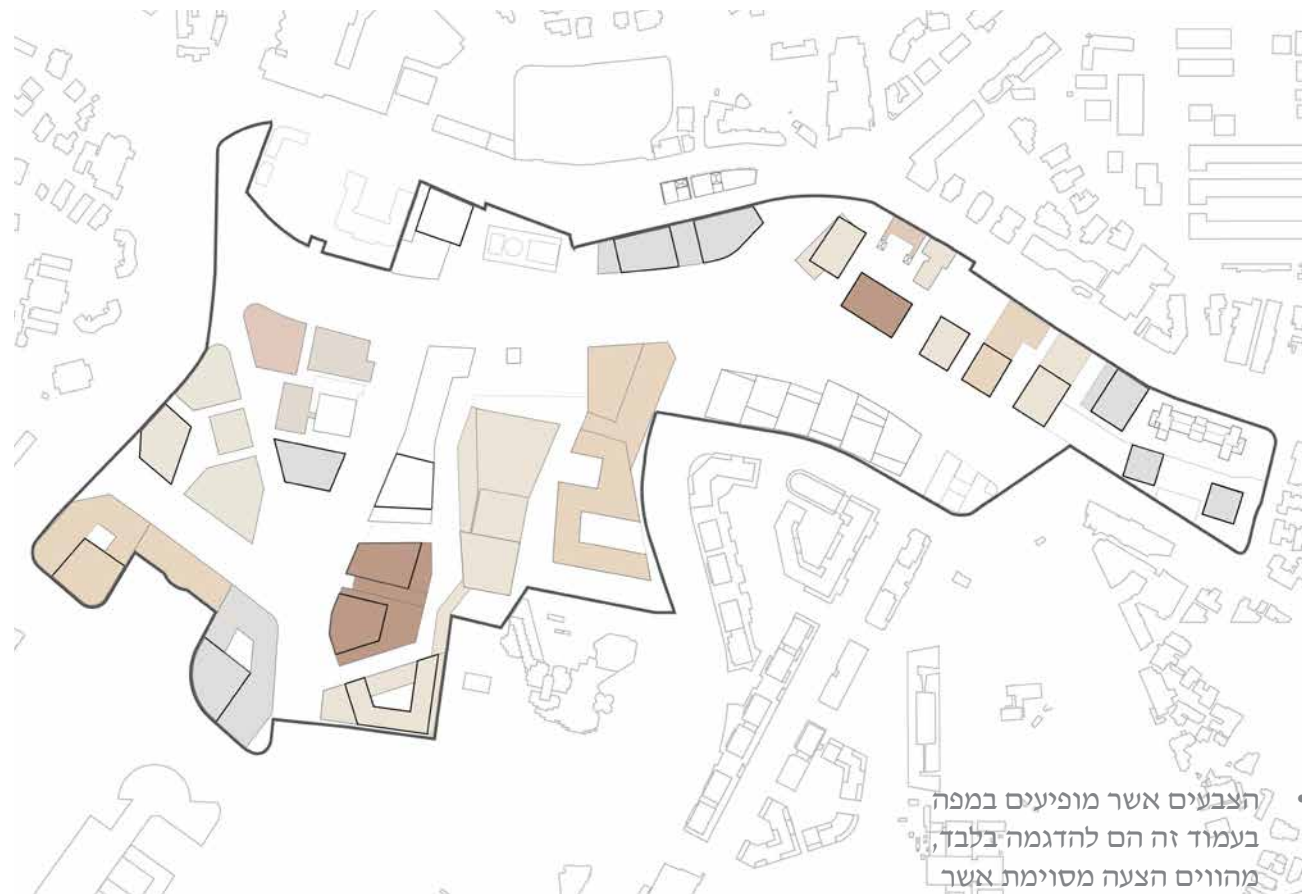 • הצבעים אשר מופיעים במפה
בעמוד זה הם להדגמה בלבד,
מהווים הצעה מסוימת אשר